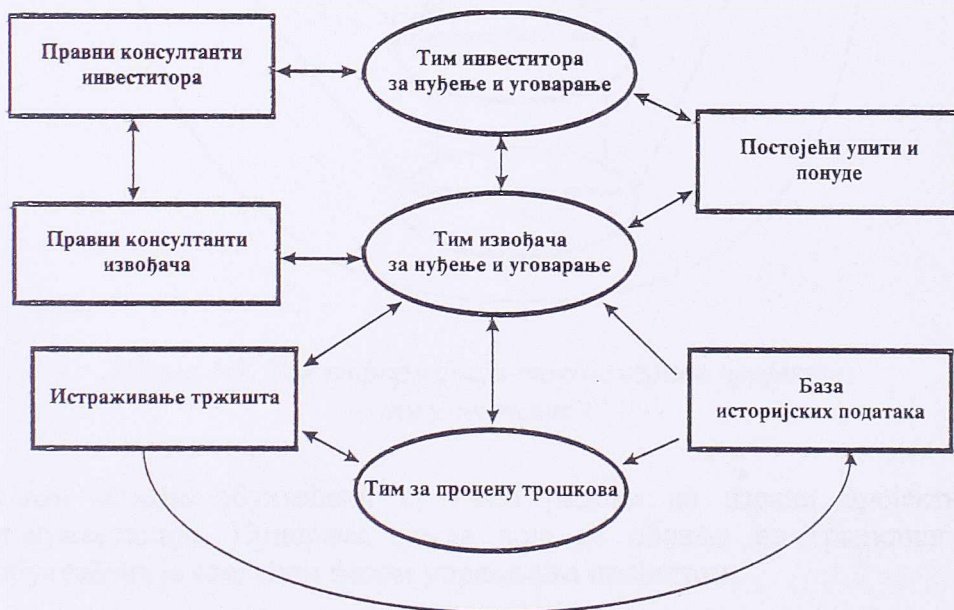 Правни консултанти
инвеститора
Тим инвеститора
за нуђење и уговарање
Постојећи упити и
понуде
Правни консултанти
извођача
Тим извођача
за нуђење и уговарање
Истраживање тржишта
База
историјских података
Тим за процену трошкова